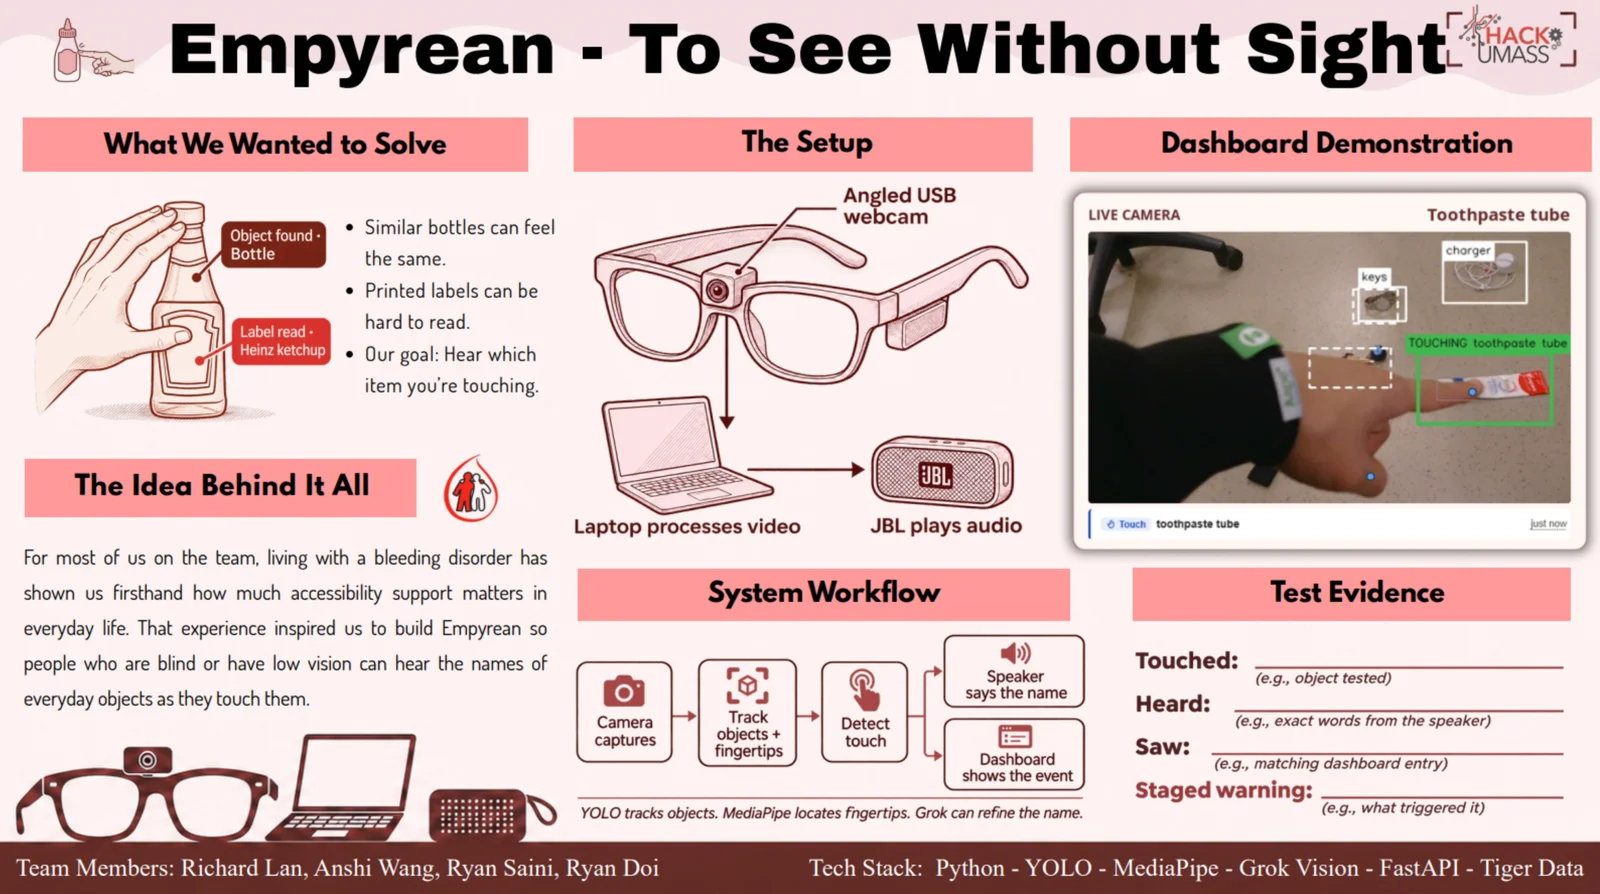 Empyrean - To See Without Sight
HACK
UMASS
What We Wanted to Solve
Object found ·
Bottle
Label read ·
Heinz ketchup
• Similar bottles can feel
the same.
• Printed labels can be
hard to read.
• Our goal: Hear which
item you're touching.
The Idea Behind It All
For most of us on the team, living with a bleeding disorder has
shown us firsthand how much accessibility support matters in
everyday life. That experience inspired us to build Empyrean so
people who are blind or have low vision can hear the names of
everyday objects as they touch them.
The Setup
Angled USB
webcam
JBL
Laptop processes video
JBL plays audio
System Workflow
Camera
captures
Track
objects +
fingertips
Detect
touch
Speaker
says the name
Dashboard
shows the event
YOLO tracks objects. MediaPipe locates fingertips. Grok can refine the name.
Dashboard Demonstration
LIVE CAMERA
Toothpaste tube
charger
keys
TOUCHING toothpaste tube
Touch toothpaste tube
just now
Test Evidence
Touched:
(e.g., object tested)
Heard:
(e.g., exact words from the speaker)
Saw:
(e.g., matching dashboard entry)
Staged warning:
(e.g., what triggered it)
Team Members: Richard Lan, Anshi Wang, Ryan Saini, Ryan Doi
Tech Stack: Python - YOLO - MediaPipe - Grok Vision - FastAPI - Tiger Data